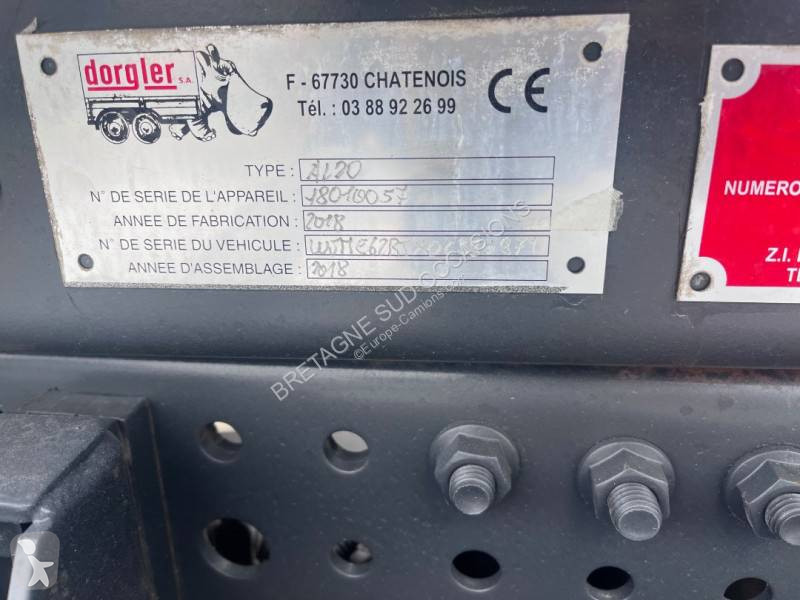 dorgler S.A.
F - 67730 CHATENOIS
Tél. : 03 88 92 26 99
CE
TYPE : AL20
N° DE SERIE DE L'APPAREIL : 18010057
ANNEE DE FABRICATION : 2018
N° DE SERIE DU VEHICULE :
ANNEE D'ASSEMBLAGE : 2018
NUMERO
Z.I.
BRETAGNE SUD OCCASIONS
©Europe-Camions.com